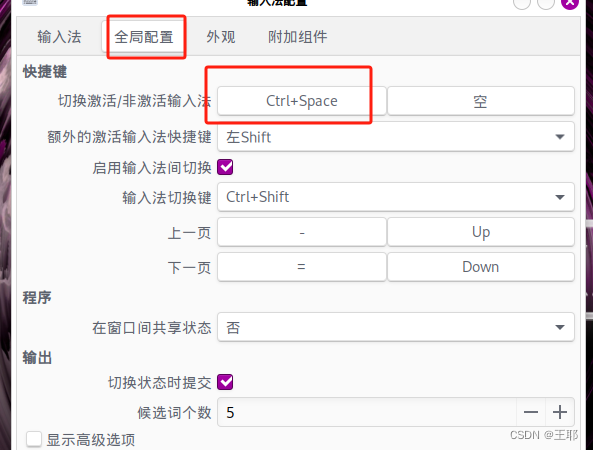 输入法配置
输入法 全局配置 外观 附加组件
快捷键
切换激活/非激活输入法 Ctrl+Space 空
额外的激活输入法快捷键 左Shift
启用输入法间切换
输入法切换键 Ctrl+Shift
上一页 - Up
下一页 = Down
程序
在窗口间共享状态 否
输出
切换状态时提交
候选词个数 5
显示高级选项
CSDN @王耶